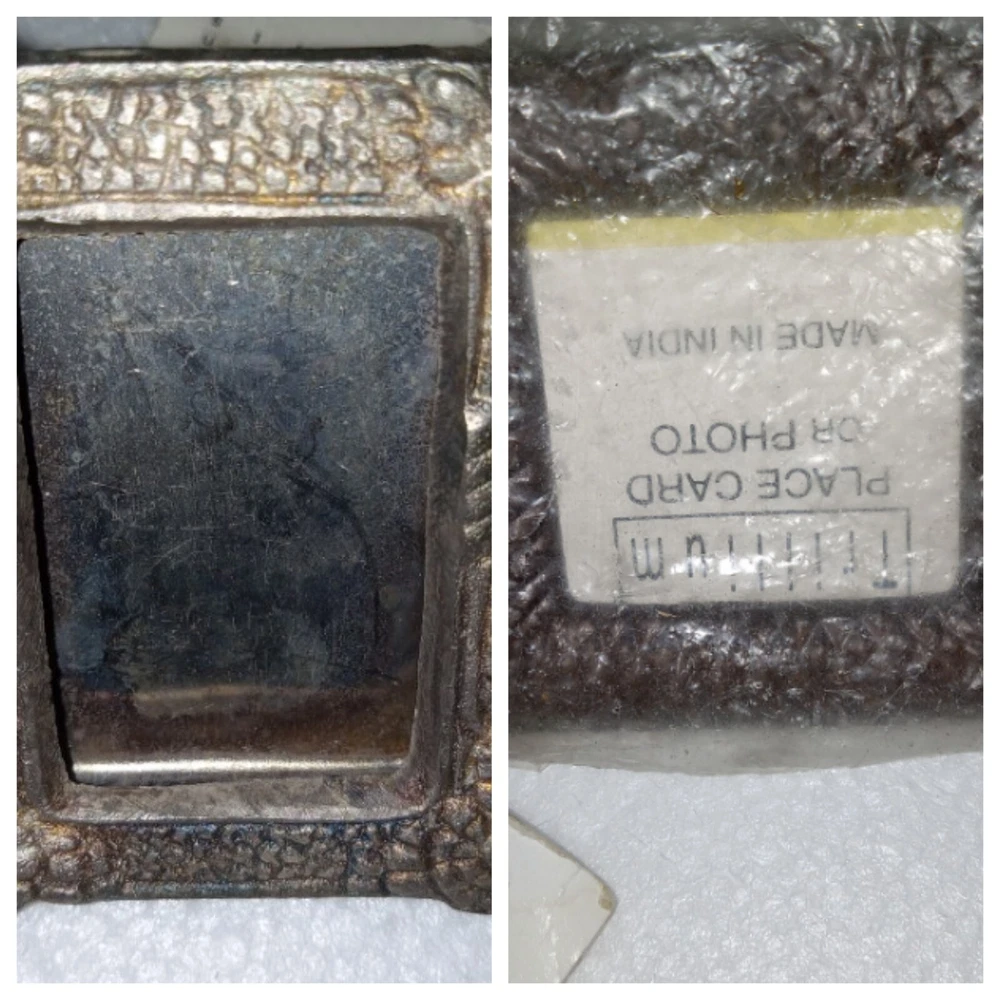 Trillium
PLACE CARD
OR PHOTO
MADE IN INDIA